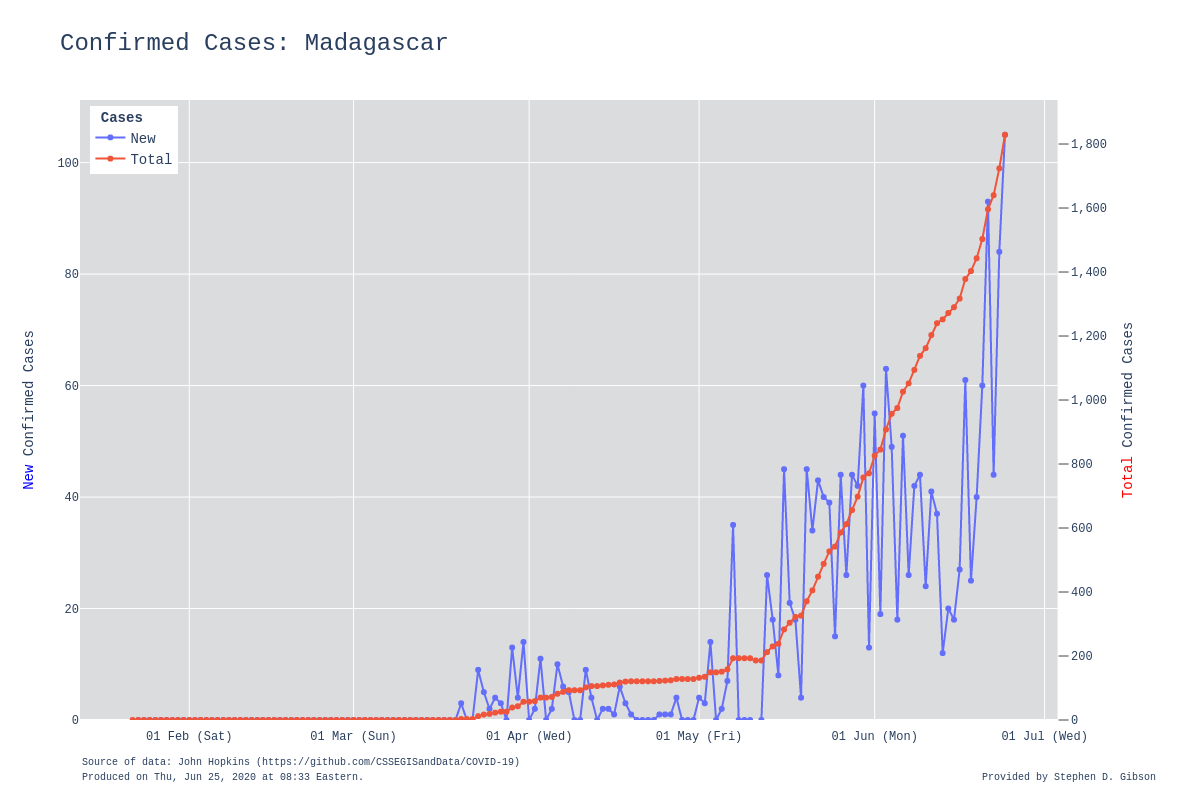 Confirmed Cases: Madagascar
Cases
New
Total
100
80
60
40
20
0
1,800
1,600
1,400
1,200
1,000
800
600
400
200
0
New Confirmed Cases
Total Confirmed Cases
01 Feb (Sat)
01 Mar (Sun)
01 Apr (Wed)
01 May (Fri)
01 Jun (Mon)
01 Jul (Wed)
Source of data: John Hopkins (https://github.com/CSSEGISandData/COVID-19)
Produced on Thu, Jun 25, 2020 at 08:33 Eastern.
Provided by Stephen D. Gibson